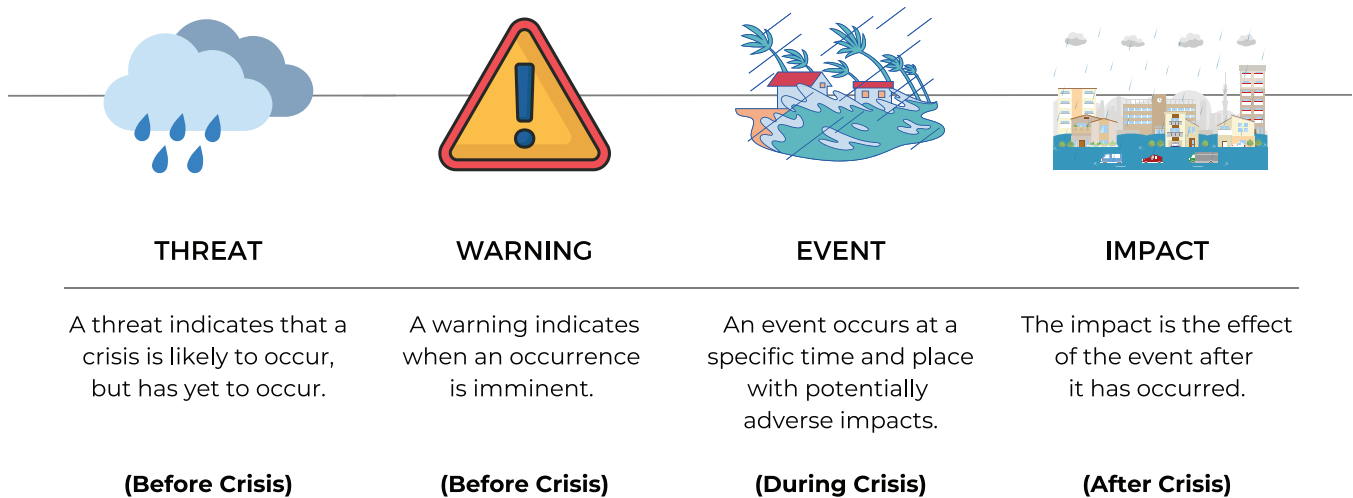 THREAT
WARNING
EVENT
IMPACT
A threat indicates that a
crisis is likely to occur,
but has yet to occur.
A warning indicates
when an occurrence
is imminent.
An event occurs at a
specific time and place
with potentially
adverse impacts.
The impact is the effect
of the event after
it has occurred.
(Before Crisis)
(Before Crisis)
(During Crisis)
(After Crisis)